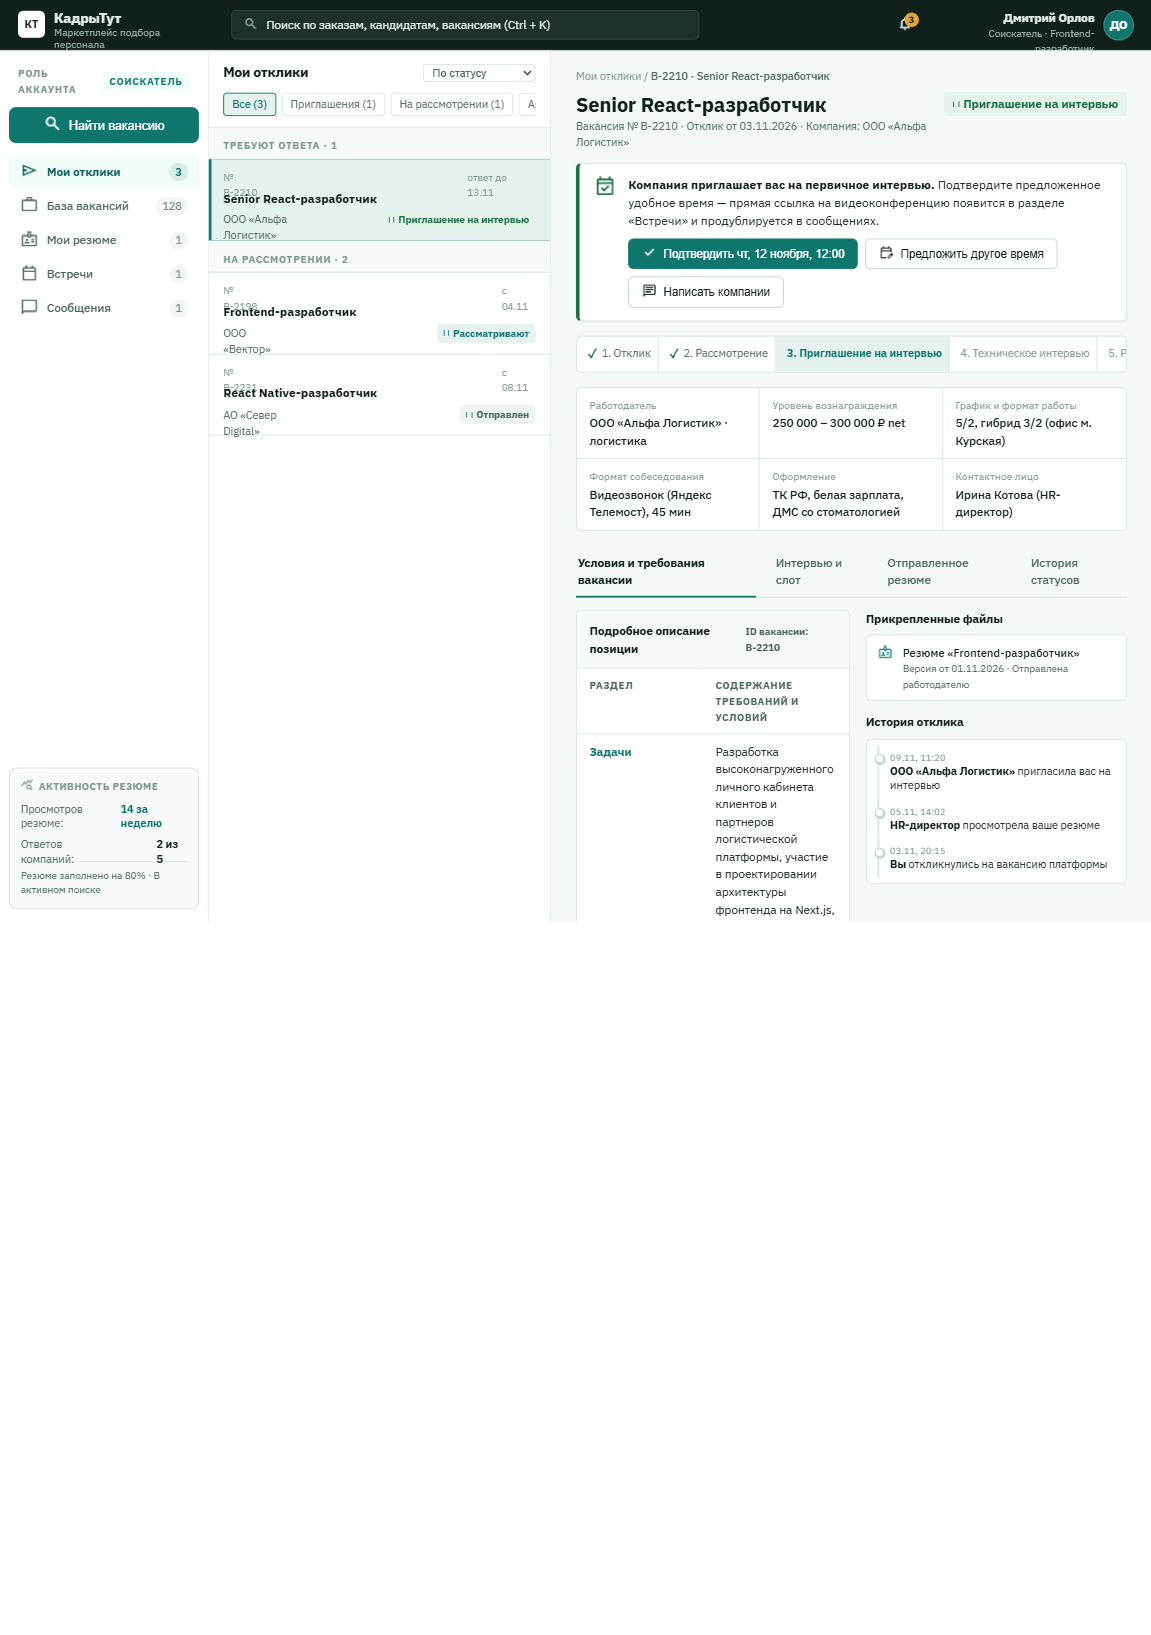 КТ
КадрыТут
Маркетплейс подбора
персонала
Поиск по заказам, кандидатам, вакансиям (Ctrl + K)
3
Дмитрий Орлов
Соискатель · Frontend-
разработчик
ДО
РОЛЬ
АККАУНТА
СОИСКАТЕЛЬ
Найти вакансию
Мои отклики 3
База вакансий 128
Мои резюме 1
Встречи 1
Сообщения 1
АКТИВНОСТЬ РЕЗЮМЕ
Просмотров
резюме:
14 за
неделю
Ответов
компаний:
2 из
5
Резюме заполнено на 80% · В
активном поиске
Мои отклики
По статусу
Все (3)
Приглашения (1)
На рассмотрении (1)
ТРЕБУЮТ ОТВЕТА · 1
№
В-2210
ответ до
13.11
Senior React-разработчик
ООО «Альфа
Логистик»
Приглашение на интервью
НА РАССМОТРЕНИИ · 2
№
В-2198
с
04.11
Frontend-разработчик
ООО
«Вектор»
Рассматривают
№
В-2231
с
08.11
React Native-разработчик
АО «Север
Digital»
Отправлен
Мои отклики / В-2210 · Senior React-разработчик
Senior React-разработчик
Приглашение на интервью
Вакансия № В-2210 · Отклик от 03.11.2026 · Компания: ООО «Альфа
Логистик»
Компания приглашает вас на первичное интервью. Подтвердите предложенное
удобное время — прямая ссылка на видеоконференцию появится в разделе
«Встречи» и продублируется в сообщениях.
Подтвердить чт, 12 ноября, 12:00
Предложить другое время
Написать компании
✓ 1. Отклик
✓ 2. Рассмотрение
3. Приглашение на интервью
4. Техническое интервью
5. Р
Работодатель
ООО «Альфа Логистик» ·
логистика
Уровень вознаграждения
250 000 – 300 000 ₽ net
График и формат работы
5/2, гибрид 3/2 (офис м.
Курская)
Формат собеседования
Видеозвонок (Яндекс
Телемост), 45 мин
Оформление
ТК РФ, белая зарплата,
ДМС со стоматологией
Контактное лицо
Ирина Котова (HR-
директор)
Условия и требования
вакансии
Интервью и
слот
Отправленное
резюме
История
статусов
Подробное описание
позиции
ID вакансии:
В-2210
РАЗДЕЛ
СОДЕРЖАНИЕ
ТРЕБОВАНИЙ И
УСЛОВИЙ
Задачи
Разработка
высоконагруженного
личного кабинета
клиентов и
партнеров
логистической
платформы, участие
в проектировании
архитектуры
фронтенда на Next.js,
Прикрепленные файлы
Резюме «Frontend-разработчик»
Версия от 01.11.2026 · Отправлена
работодателю
История отклика
09.11, 11:20
ООО «Альфа Логистик» пригласила вас на
интервью
05.11, 14:02
HR-директор просмотрела ваше резюме
03.11, 20:15
Вы откликнулись на вакансию платформы